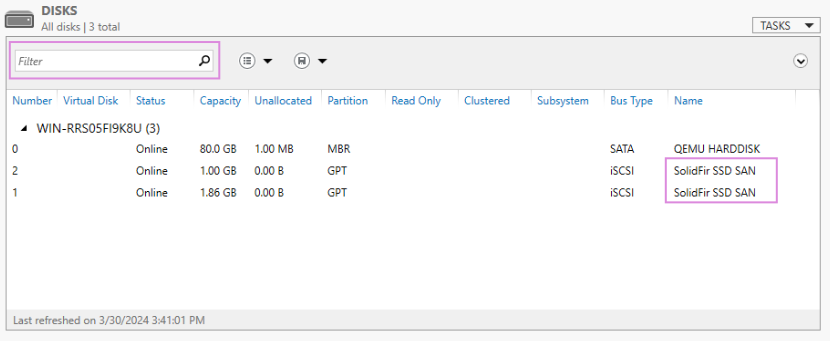 DISKS
All disks | 3 total
TASKS
Filter
Number Virtual Disk Status Capacity Unallocated Partition Read Only Clustered Subsystem Bus Type Name
WIN-RRS05FI9K8U (3)
0 Online 80.0 GB 1.00 MB MBR SATA QEMU HARDDISK
2 Online 1.00 GB 0.00 B GPT iSCSI SolidFir SSD SAN
1 Online 1.86 GB 0.00 B GPT iSCSI SolidFir SSD SAN
Last refreshed on 3/30/2024 3:41:01 PM